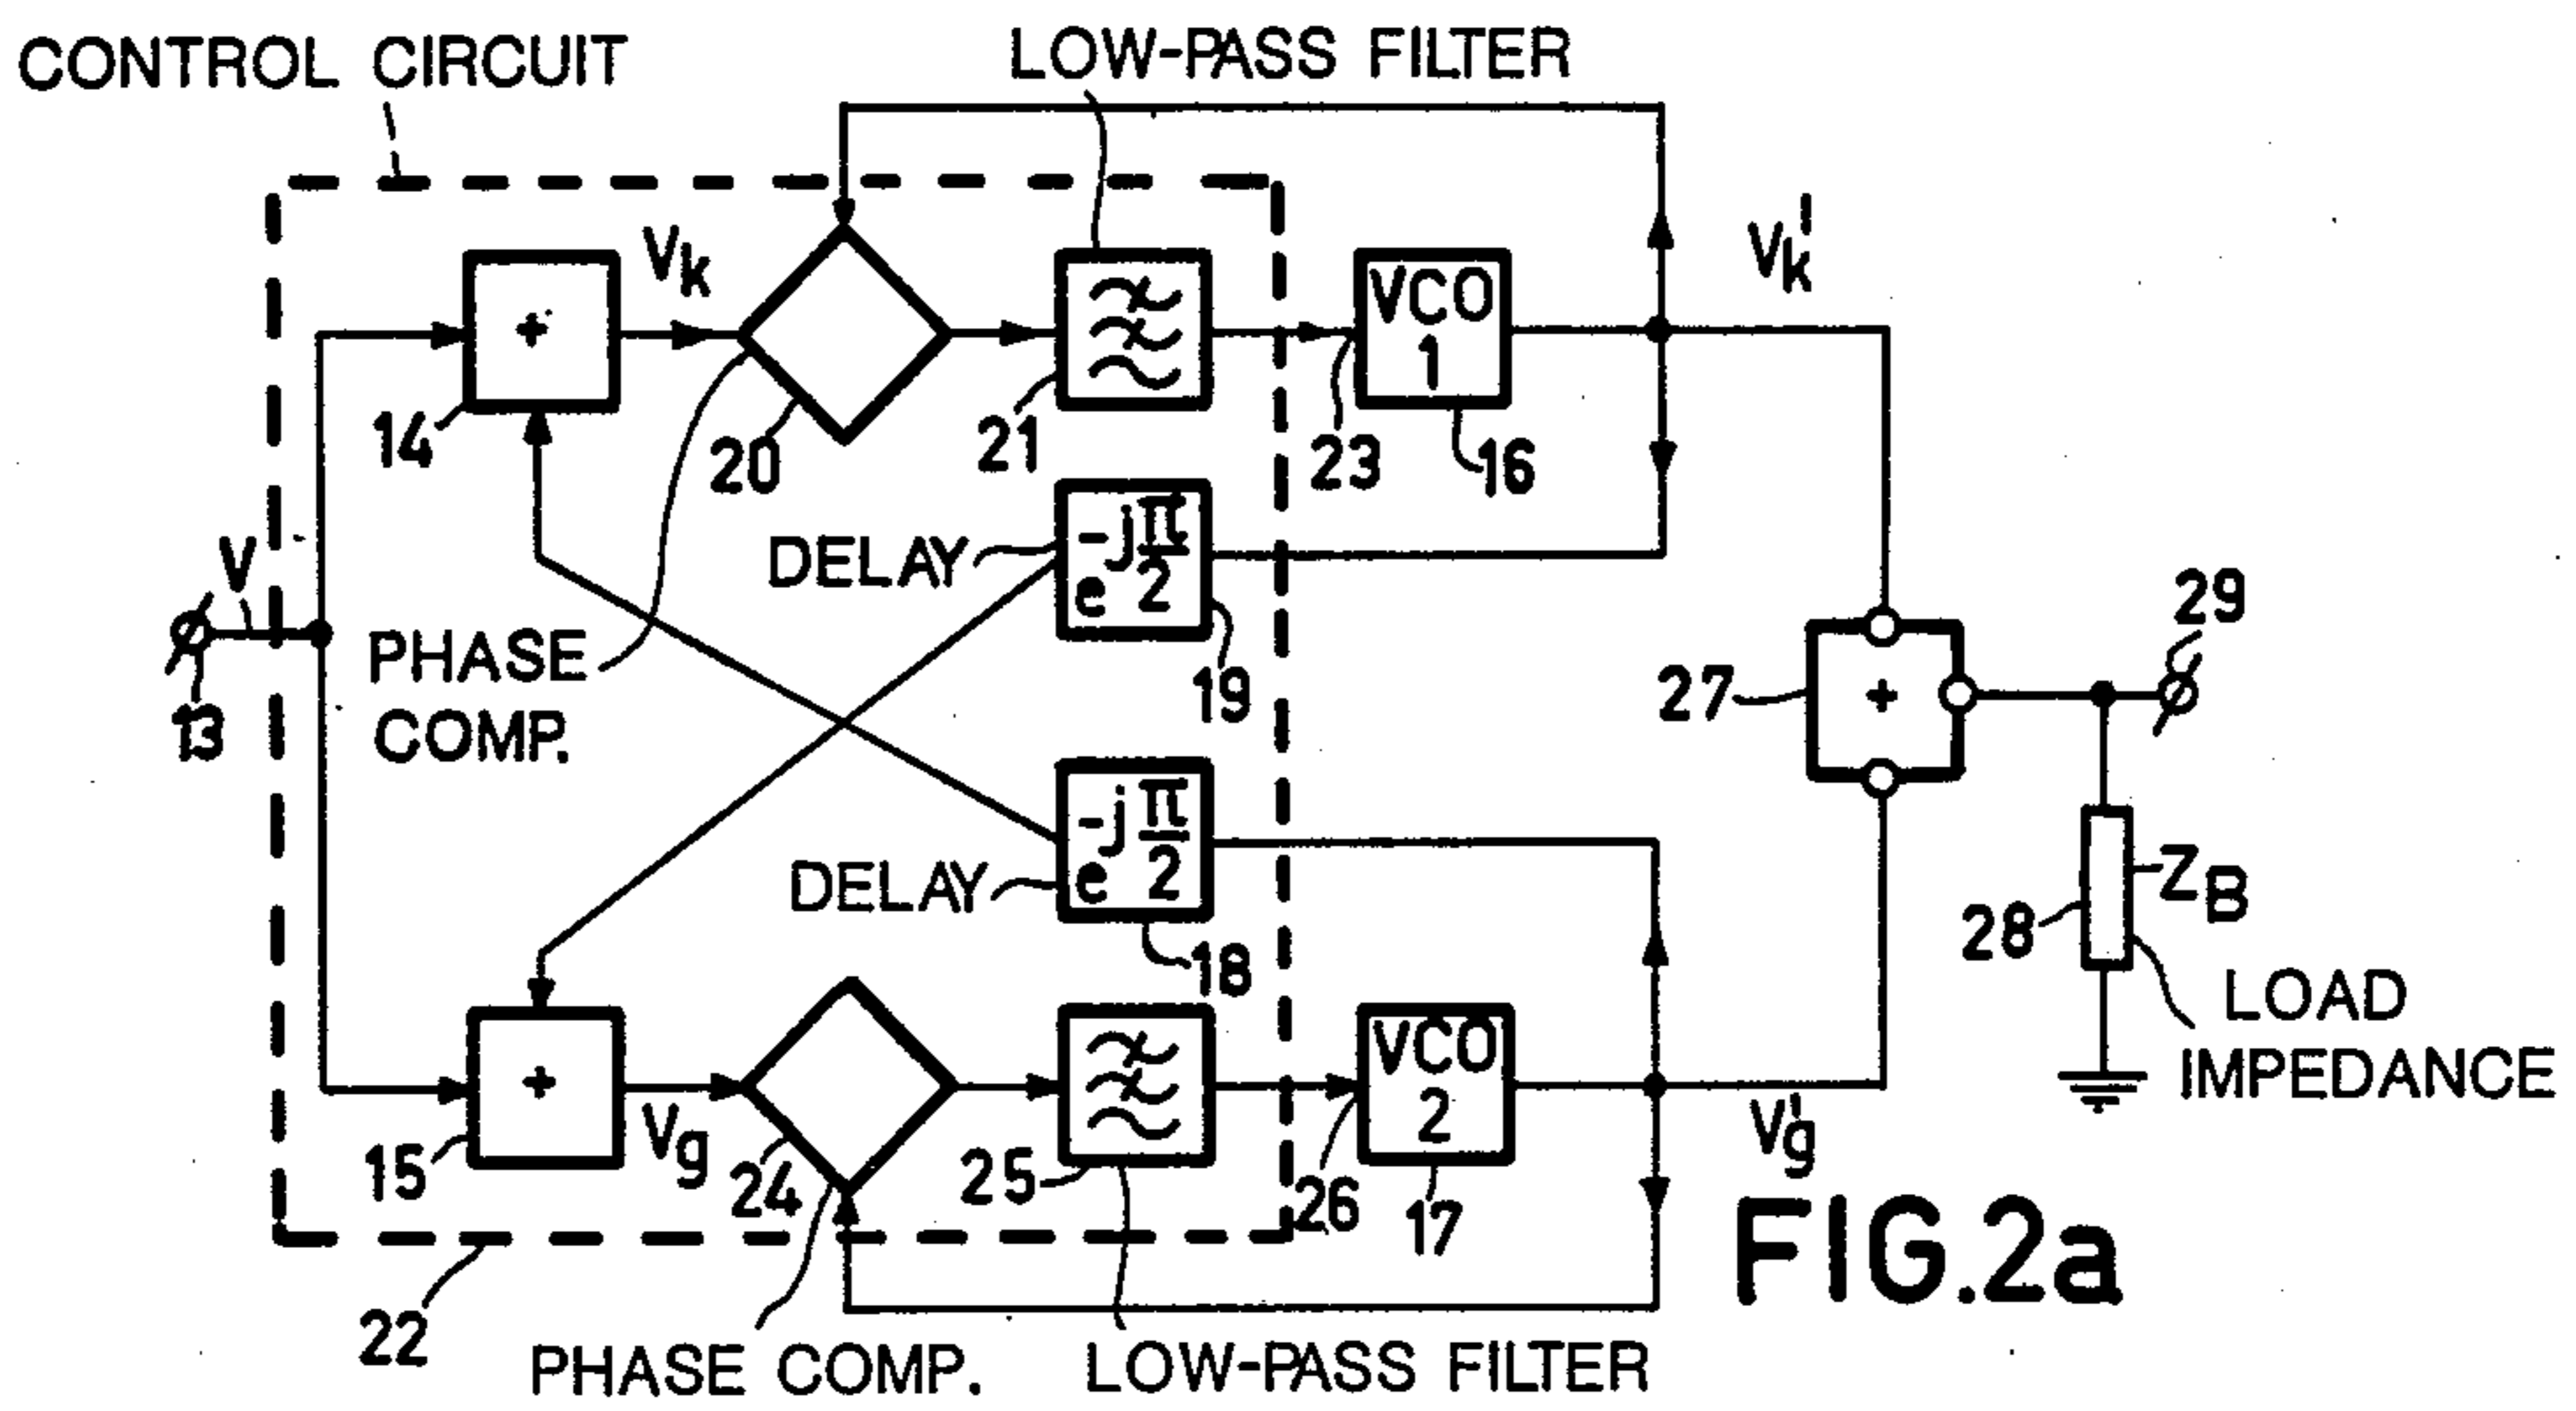 CONTROL CIRCUIT
LOW-PASS FILTER
Vk
+
14
20
21
VCO
1
23
16
Vk'
V
13
PHASE
COMP.
DELAY
e-jπ/2
19
DELAY
e-jπ/2
18
27
+
29
28
ZB
LOAD
IMPEDANCE
+
15
Vg
24
25
VCO
2
26
17
Vg'
22
PHASE COMP.
LOW-PASS FILTER
FIG.2a